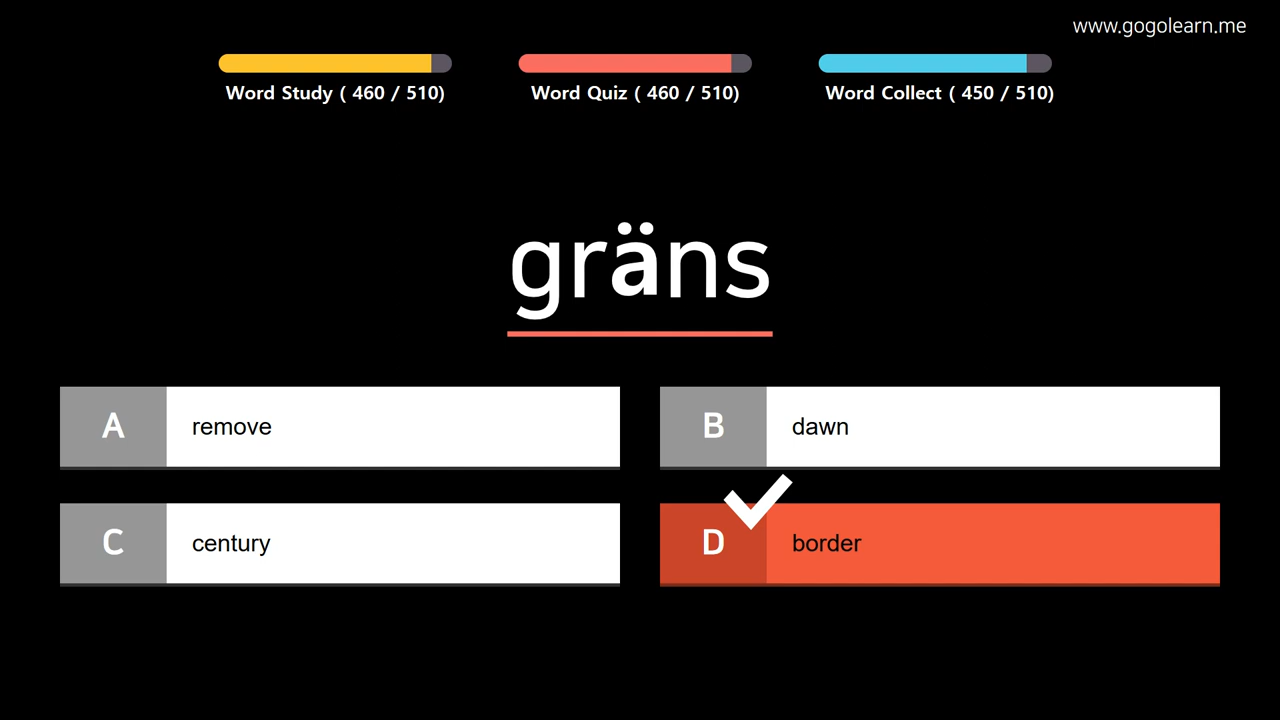 www.gogolearn.me
Word Study ( 460 / 510)
Word Quiz ( 460 / 510)
Word Collect ( 450 / 510)
gräns
A remove
B dawn
C century
D border